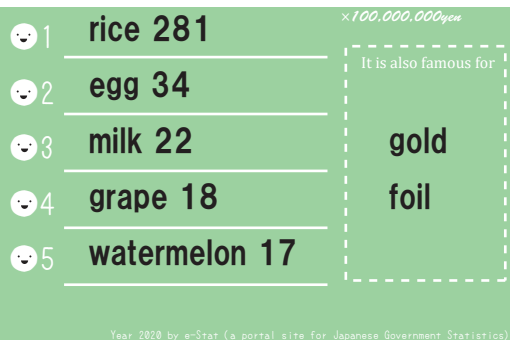 ×100.000.000yen
1 rice 281
2 egg 34
3 milk 22
4 grape 18
5 watermelon 17
It is also famous for
gold
foil
Year 2020 by e-Stat (a portal site for Japanese Government Statistics)